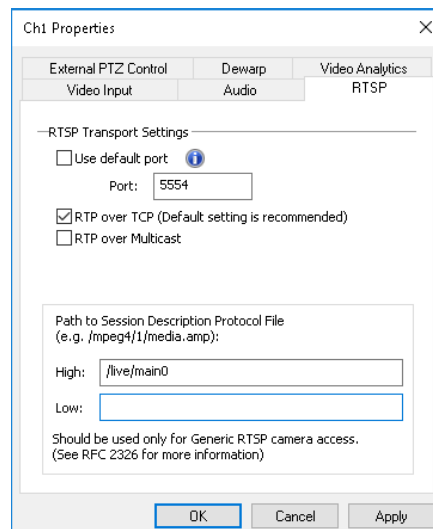 Ch1 Properties
External PTZ Control Dewarp Video Analytics
Video Input Audio RTSP
RTSP Transport Settings
Use default port
Port: 5554
RTP over TCP (Default setting is recommended)
RTP over Multicast
Path to Session Description Protocol File
(e.g. /mpeg4/1/media.amp):
High: /live/main0
Low:
Should be used only for Generic RTSP camera access.
(See RFC 2326 for more information)
OK Cancel Apply